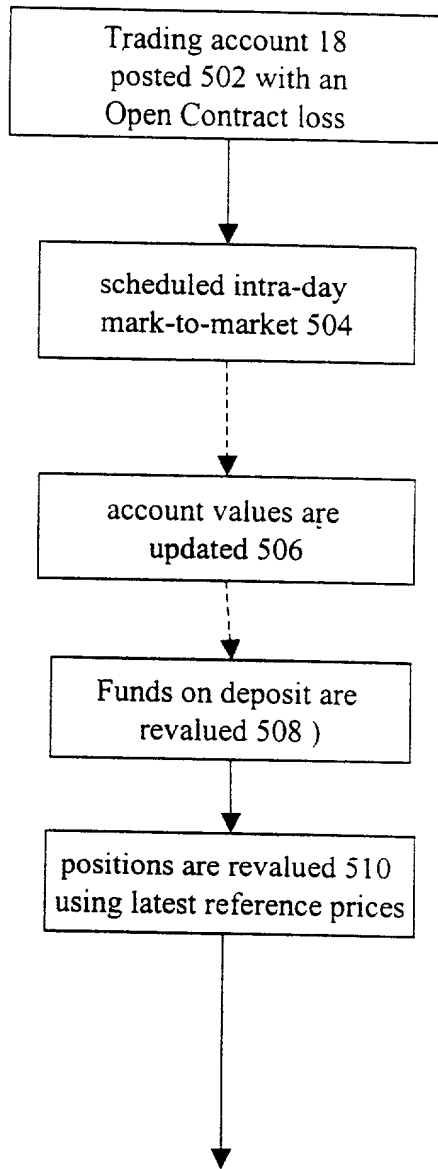 Trading account 18
posted 502 with an
Open Contract loss
scheduled intra-day
mark-to-market 504
account values are
updated 506
Funds on deposit are
revalued 508 )
positions are revalued 510
using latest reference prices